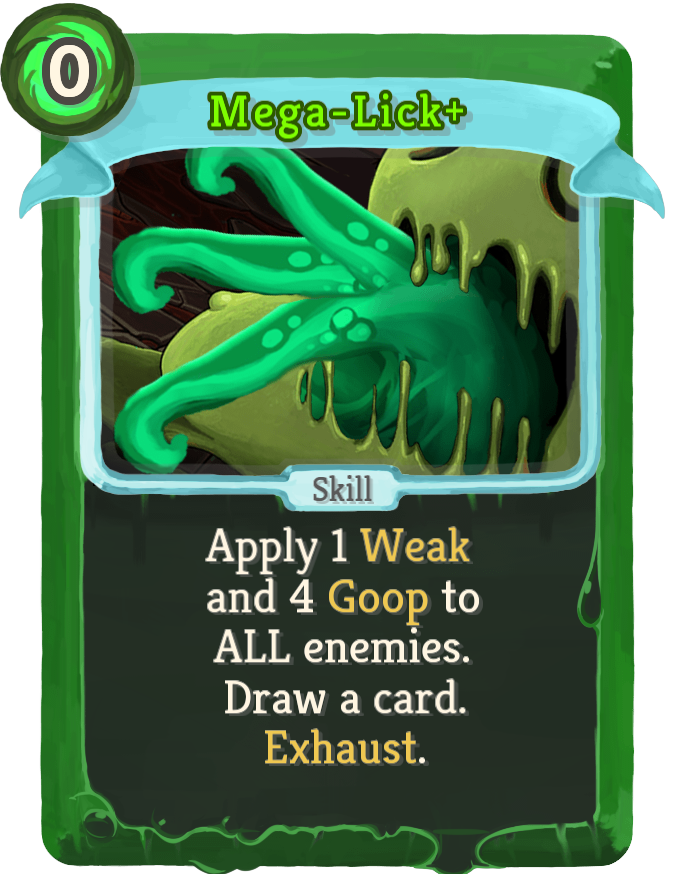 0
Mega-Lick+
Skill
Apply 1 Weak
and 4 Goop to
ALL enemies.
Draw a card.
Exhaust.